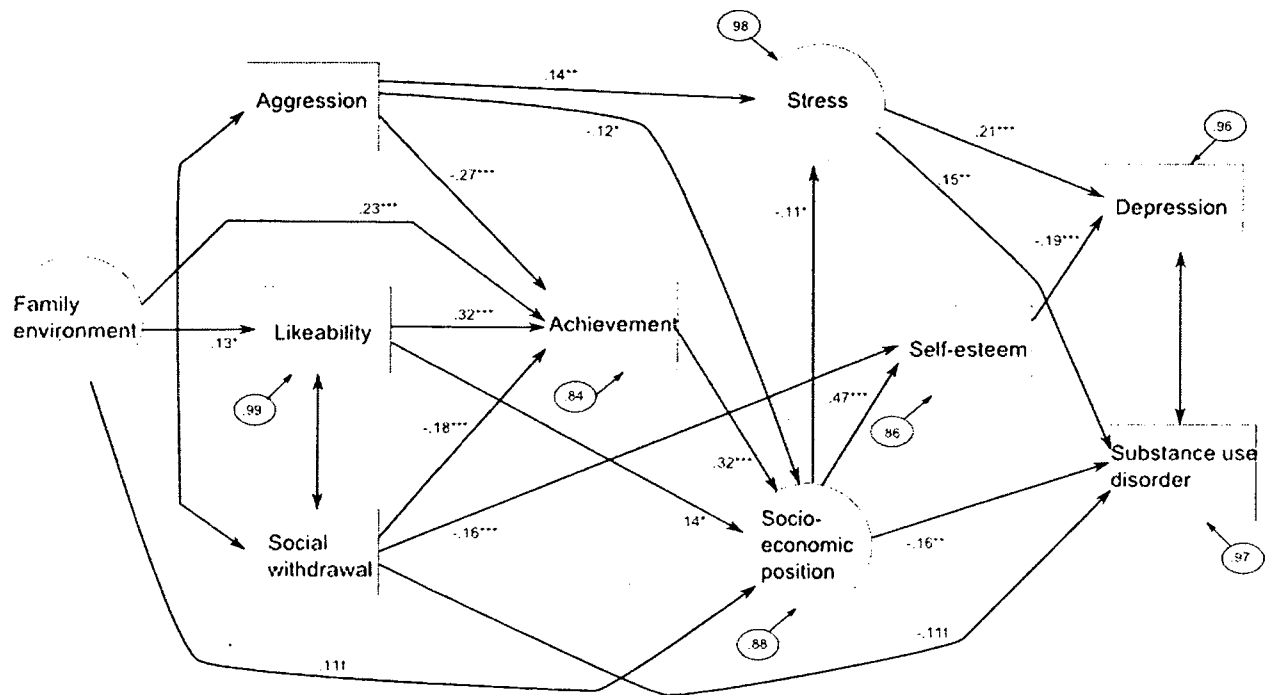 .98
.14**
Aggression
Stress
-.12*
.21***
.96
-.27***
.15**
.23***
-.11*
Depression
-.19***
Family
environment
Likeability
.32***
Achievement
Self-esteem
.13*
.99
.84
.47***
.86
-.18***
.32***
Substance use
disorder
Social
withdrawal
-.16***
.14*
Socio-
economic
position
-.16**
.97
.88
-.11†
.11†